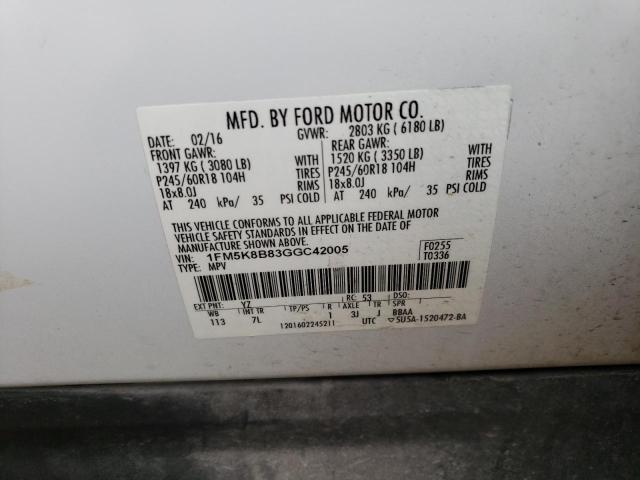 MFD. BY FORD MOTOR CO.
DATE: 02/16 GVWR: 2803 KG ( 6180 LB)
FRONT GAWR: REAR GAWR:
1397 KG ( 3080 LB) WITH 1520 KG ( 3350 LB) WITH
P245/60R18 104H TIRES P245/60R18 104H TIRES
18x8.0J RIMS 18x8.0J RIMS
AT 240 kPa/ 35 PSI COLD AT 240 kPa/ 35 PSI COLD
THIS VEHICLE CONFORMS TO ALL APPLICABLE FEDERAL MOTOR
VEHICLE SAFETY STANDARDS IN EFFECT ON THE DATE OF
MANUFACTURE SHOWN ABOVE.
VIN: 1FM5K8B83GGC42005 F0255
TYPE: MPV T0336
EXT PNT: YZ RC: 53 DSO:
WB INT TR TP/PS R AXLE TR SPR
113 7L 1 3J J BBAA
1201602245211 UTC ▽5U5A-1520472-BA